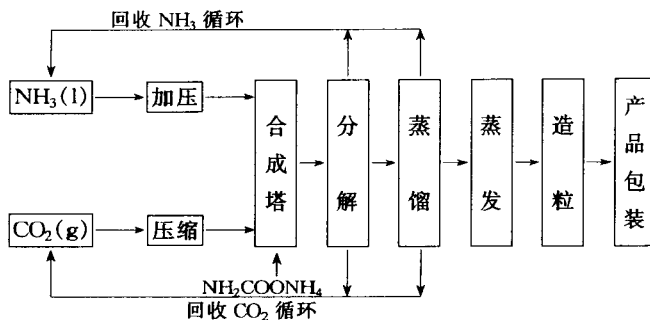 回收 NH₃ 循环
NH₃(l)
加压
合成塔
分解
蒸馏
蒸发
造粒
产品包装
CO₂(g)
压缩
NH₂COONH₄
回收 CO₂ 循环